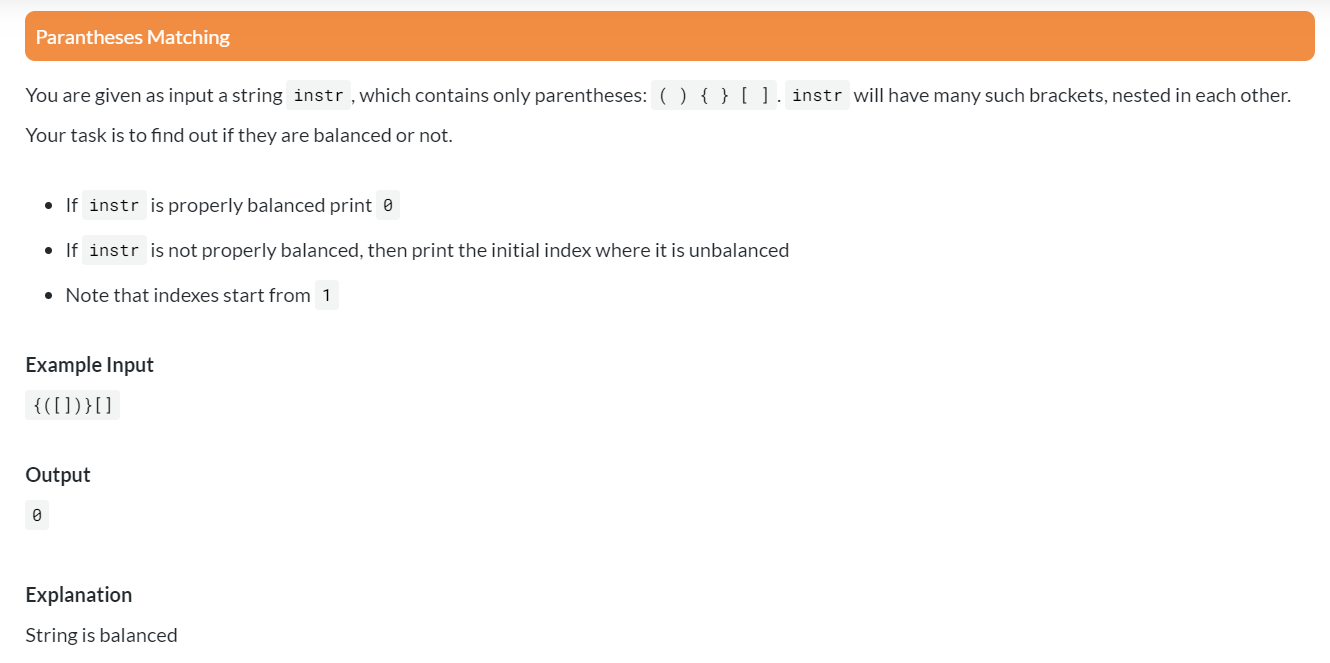 Parantheses Matching
You are given as input a string instr, which contains only parentheses: ( ) { } [ ]. instr will have many such brackets, nested in each other.
Your task is to find out if they are balanced or not.
• If instr is properly balanced print 0
• If instr is not properly balanced, then print the initial index where it is unbalanced
• Note that indexes start from 1
Example Input
{([])}[]
Output
0
Explanation
String is balanced